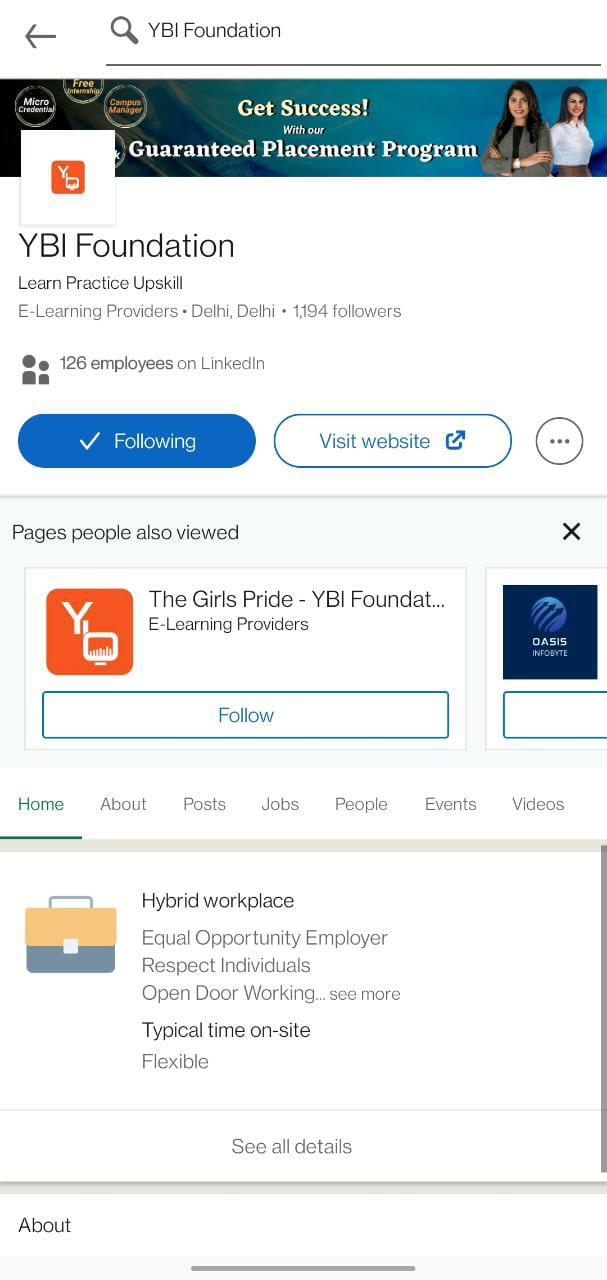 YBI Foundation
Free
Internship
Micro
Credential
Campus
Manager
Get Success!
With our
Guaranteed Placement Program
YBI Foundation
Learn Practice Upskill
E-Learning Providers • Delhi, Delhi • 1,194 followers
126 employees on LinkedIn
Following
Visit website
Pages people also viewed
The Girls Pride - YBI Foundat...
E-Learning Providers
OASIS
INFOBYTE
Follow
Home About Posts Jobs People Events Videos
Hybrid workplace
Equal Opportunity Employer
Respect Individuals
Open Door Working... see more
Typical time on-site
Flexible
See all details
About